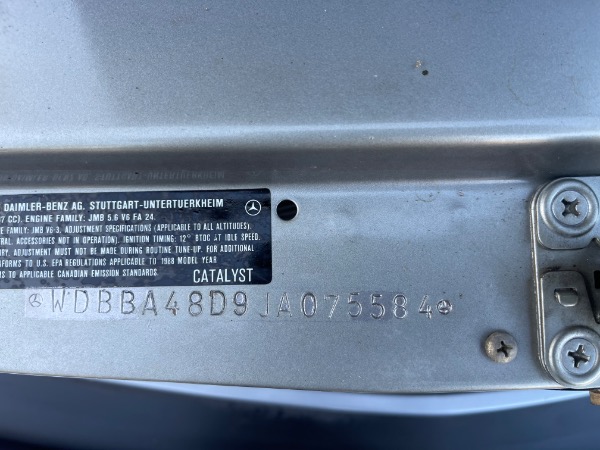 DAIMLER-BENZ AG. STUTTGART-UNTERTUERKHEIM
7 CC). ENGINE FAMILY: JMB 5.6 V6 FA 24.
E FAMILY: JMB V6-3. ADJUSTMENT SPECIFICATIONS (APPLICABLE TO ALL ALTITUDES):
TRAL. ACCESSORIES NOT IN OPERATION). IGNITION TIMING: 12° BTDC AT IDLE SPEED.
ORY. ADJUSTMENT MUST NOT BE MADE DURING ROUTINE TUNE-UP. FOR ADDITIONAL
NFORMS TO U.S. EPA REGULATIONS APPLICABLE TO 1988 MODEL YEAR
S TO APPLICABLE CANADIAN EMISSION STANDARDS.
CATALYST
WDBBA48D9JA075584